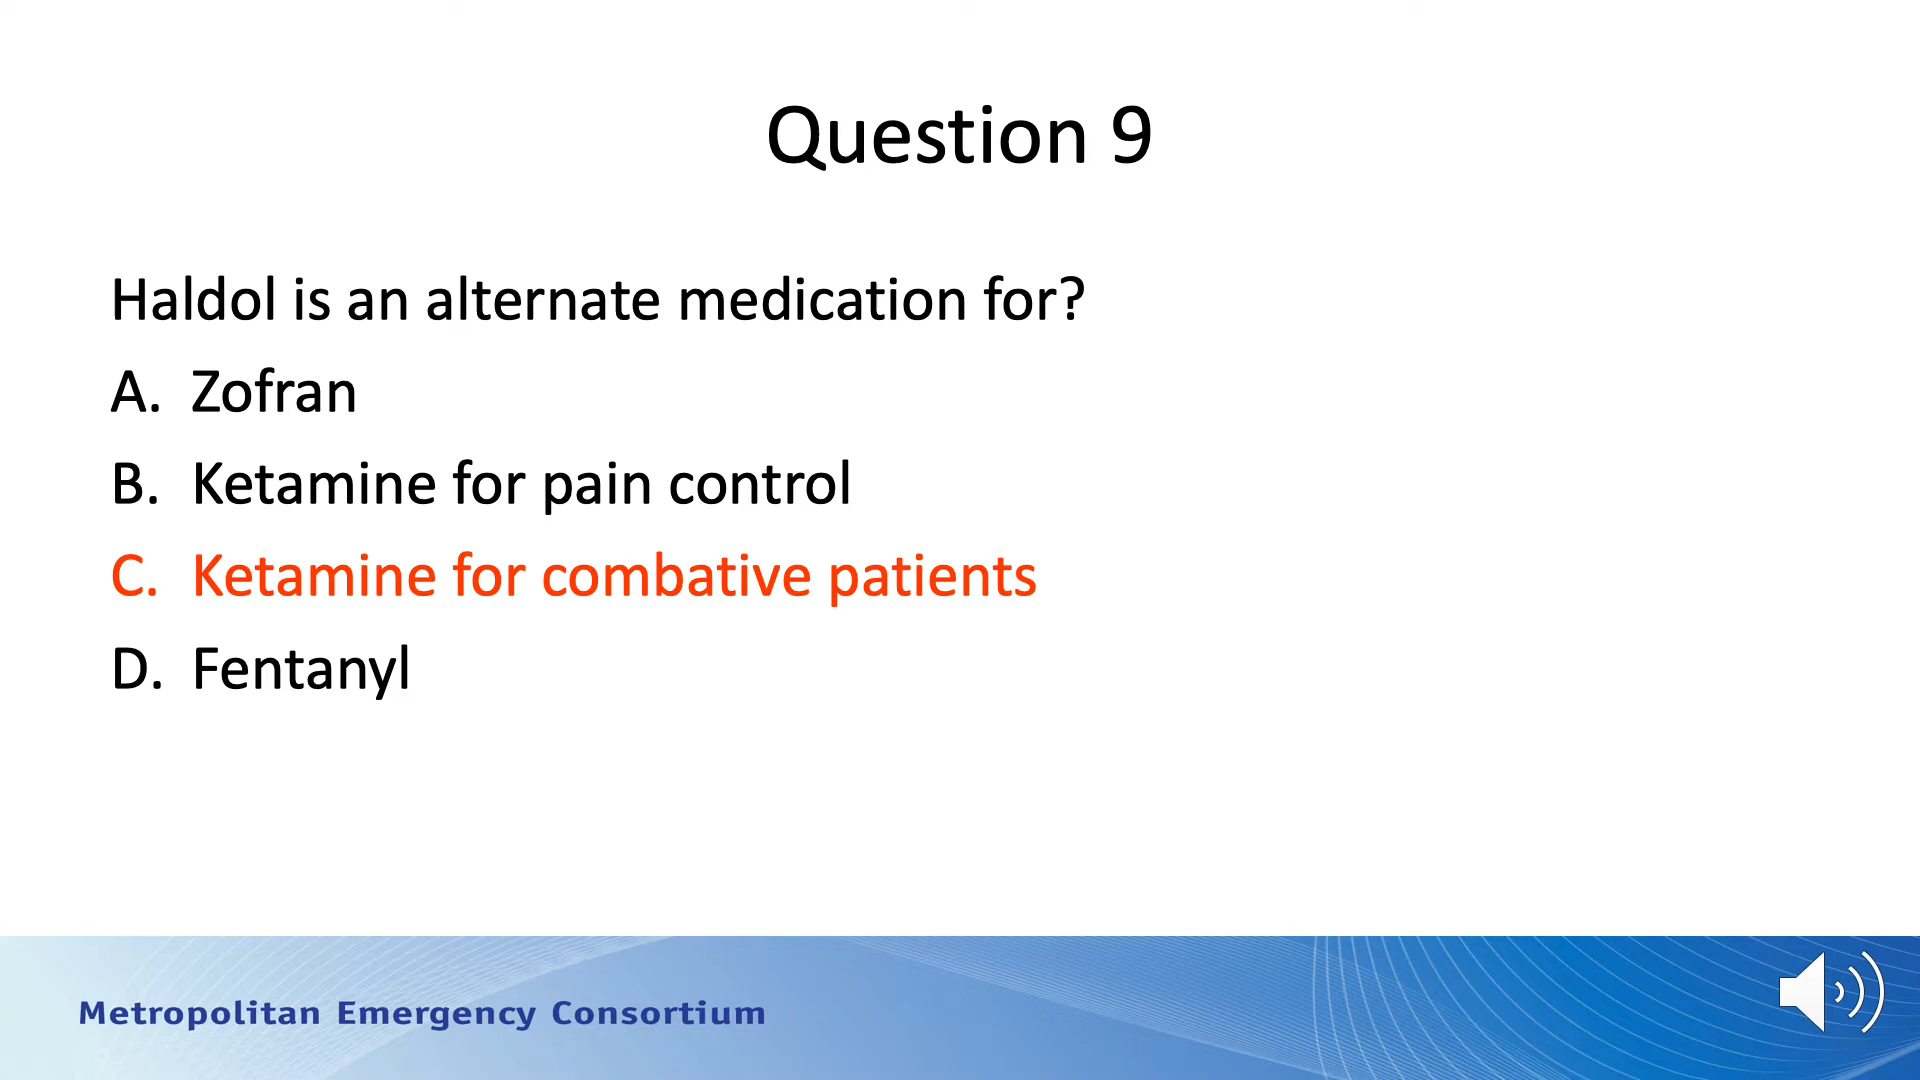 Question 9
Haldol is an alternate medication for?
A. Zofran
B. Ketamine for pain control
C. Ketamine for combative patients
D. Fentanyl
Metropolitan Emergency Consortium